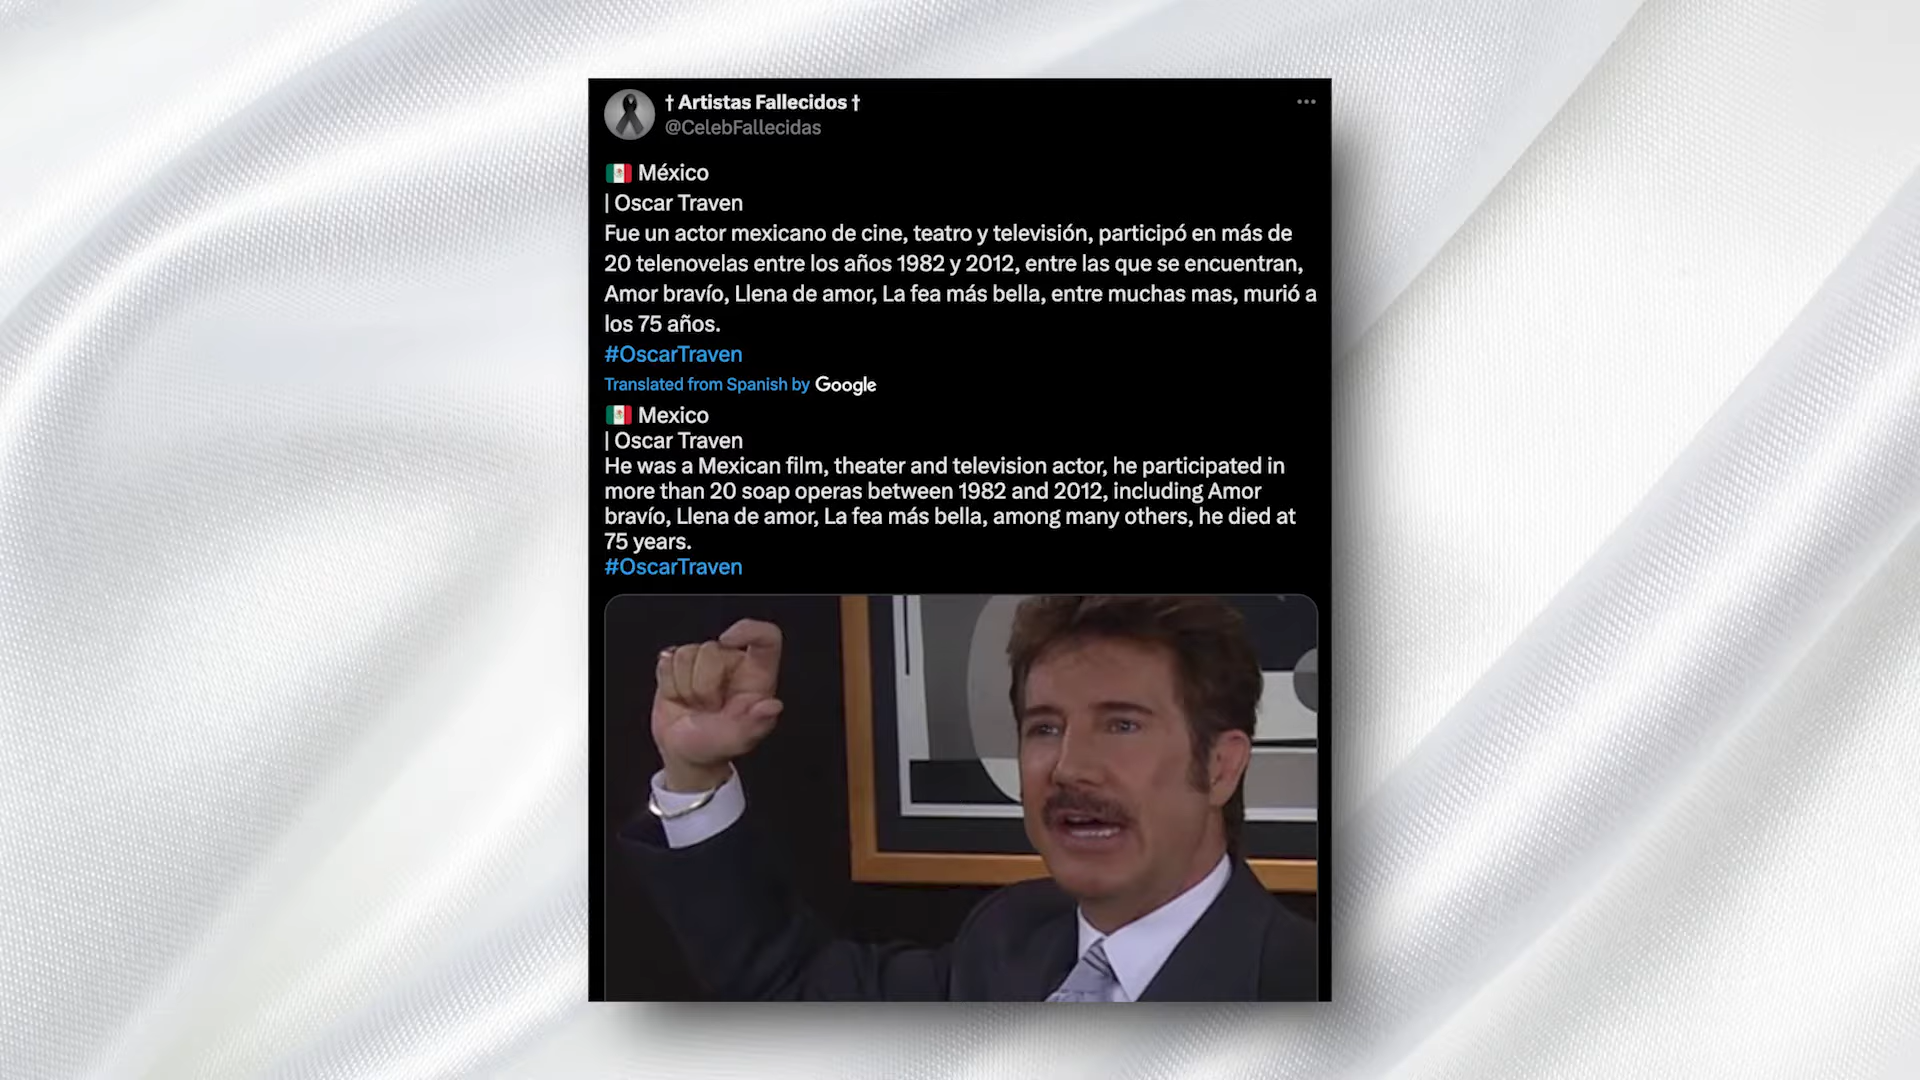 † Artistas Fallecidos †
@CelebFallecidas
México
| Oscar Traven
Fue un actor mexicano de cine, teatro y televisión, participó en más de
20 telenovelas entre los años 1982 y 2012, entre las que se encuentran,
Amor bravío, Llena de amor, La fea más bella, entre muchas mas, murió a
los 75 años.
#OscarTraven
Translated from Spanish by Google
Mexico
| Oscar Traven
He was a Mexican film, theater and television actor, he participated in
more than 20 soap operas between 1982 and 2012, including Amor
bravío, Llena de amor, La fea más bella, among many others, he died at
75 years.
#OscarTraven